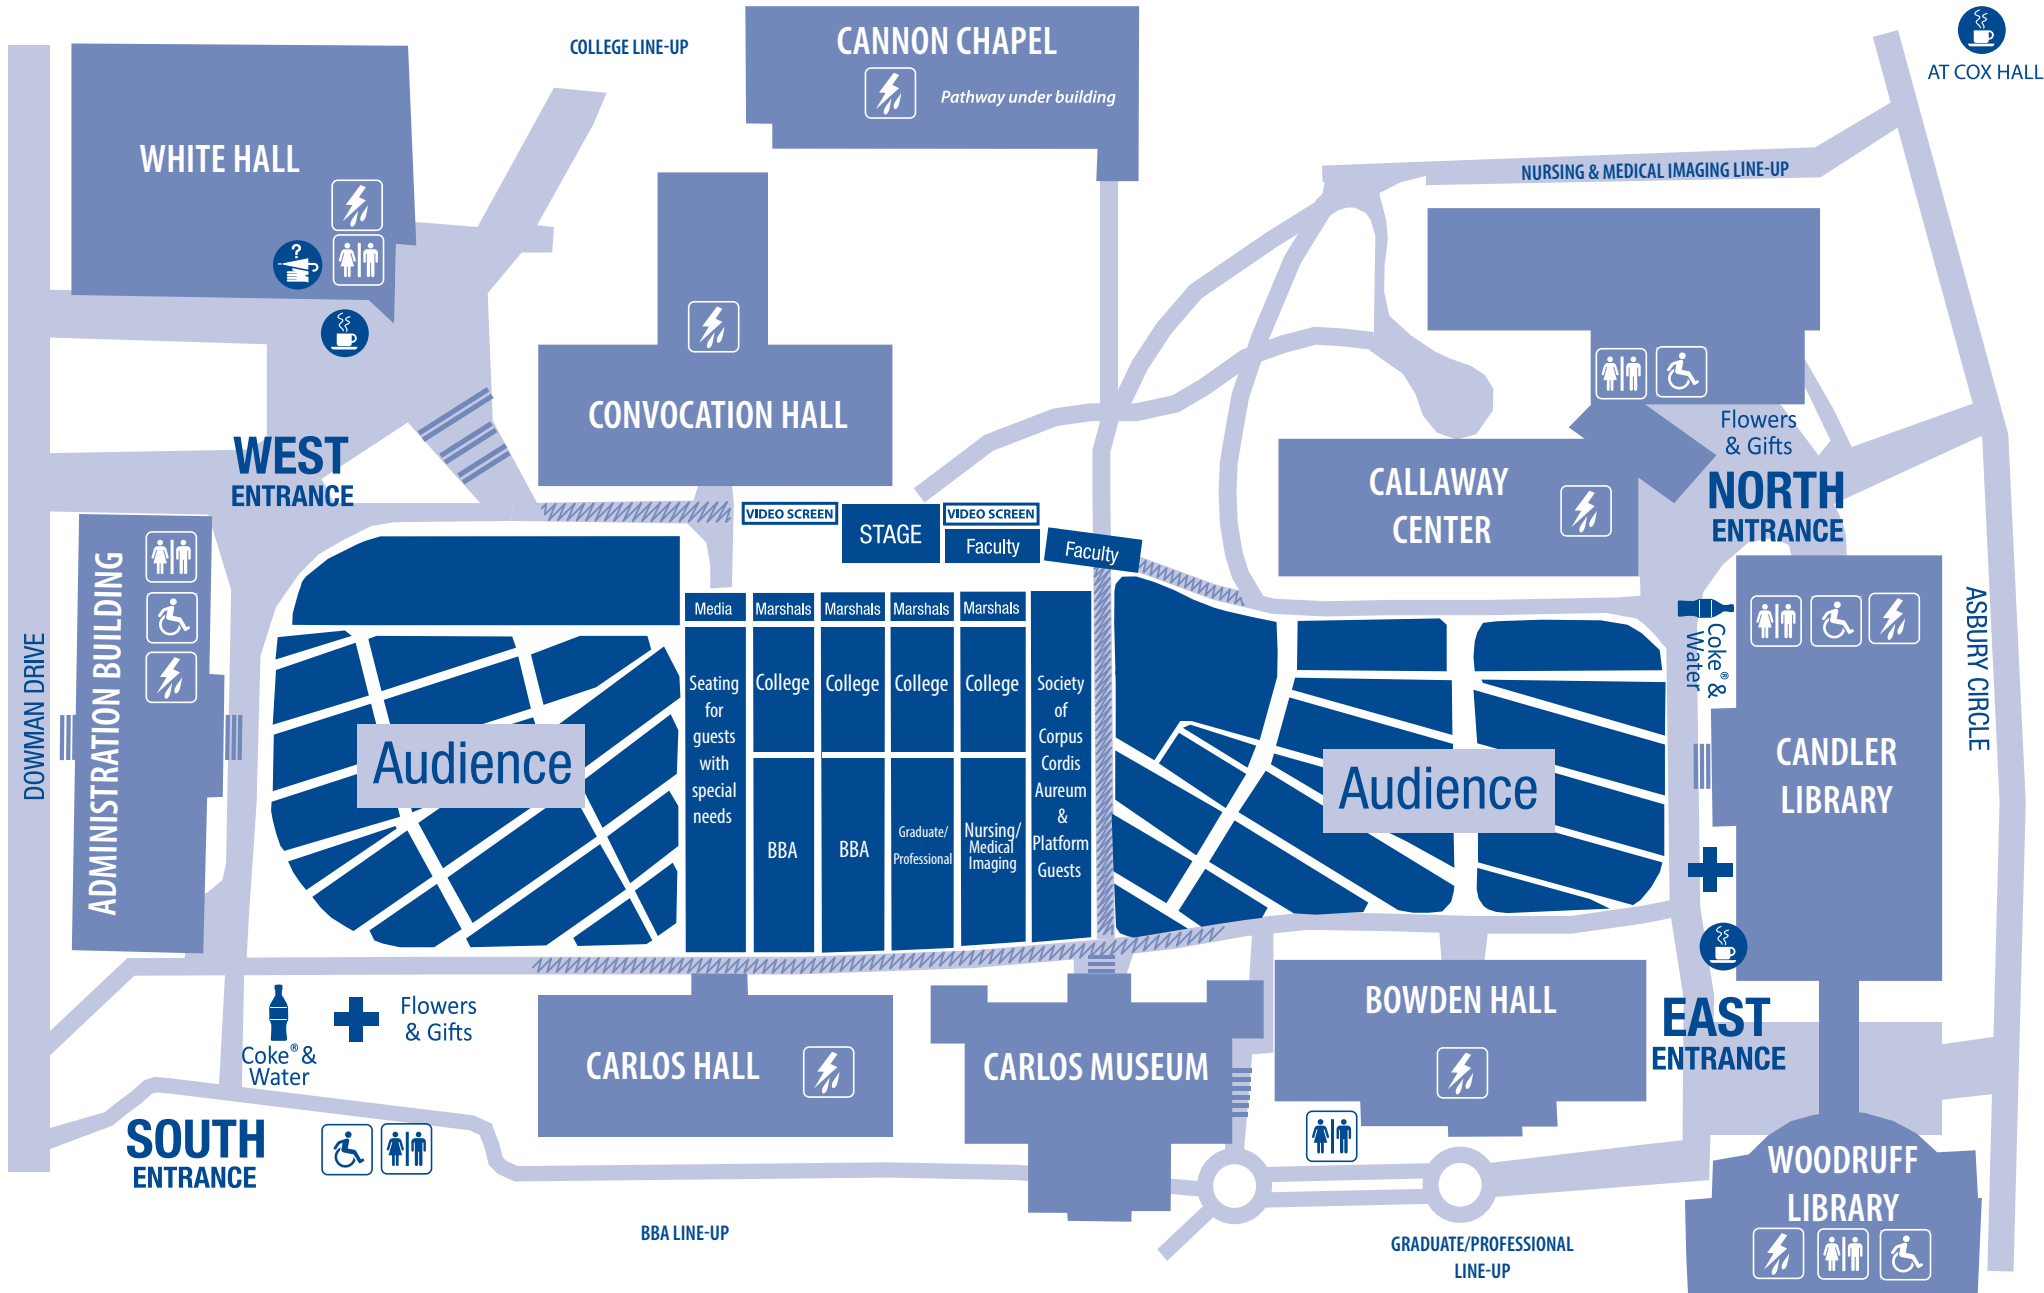 COLLEGE LINE-UP
CANNON CHAPEL
Pathway under building
AT COX HALL
WHITE HALL
?
NURSING & MEDICAL IMAGING LINE-UP
CONVOCATION HALL
Flowers
& Gifts
WEST
ENTRANCE
CALLAWAY
CENTER
NORTH
ENTRANCE
VIDEO SCREEN
STAGE
VIDEO SCREEN
Faculty
Faculty
ADMINISTRATION BUILDING
DOWMAN DRIVE
Media
Marshals
Marshals
Marshals
Marshals
Seating
for
guests
with
special
needs
College
College
College
College
Society
of
Corpus
Cordis
Aureum
&
Platform
Guests
BBA
BBA
Graduate/
Professional
Nursing/
Medical
Imaging
Audience
Audience
Coke® &
Water
ASBURY CIRCLE
CANDLER
LIBRARY
Coke® &
Water
Flowers
& Gifts
CARLOS HALL
CARLOS MUSEUM
BOWDEN HALL
EAST
ENTRANCE
SOUTH
ENTRANCE
WOODRUFF
LIBRARY
BBA LINE-UP
GRADUATE/PROFESSIONAL
LINE-UP